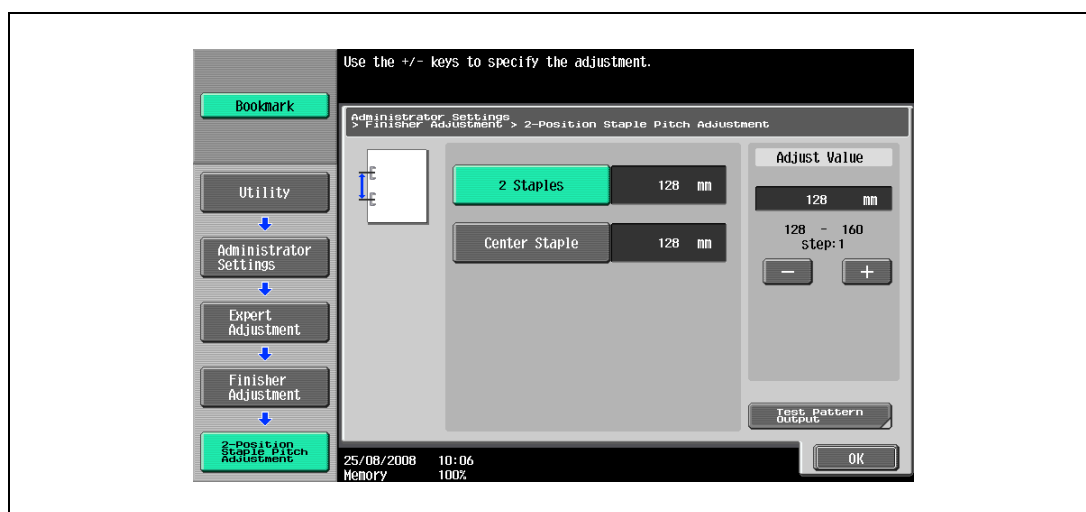 Use the +/- keys to specify the adjustment.
Bookmark
Administrator Settings
> Finisher Adjustment > 2-Position Staple Pitch Adjustment
Utility
Administrator
Settings
Expert
Adjustment
Finisher
Adjustment
2-Position
Staple Pitch
Adjustment
2 Staples 128 mm
Center Staple 128 mm
Adjust Value
128 mm
128 - 160
step:1
- +
Test Pattern
Output
25/08/2008 10:06
Memory 100%
OK